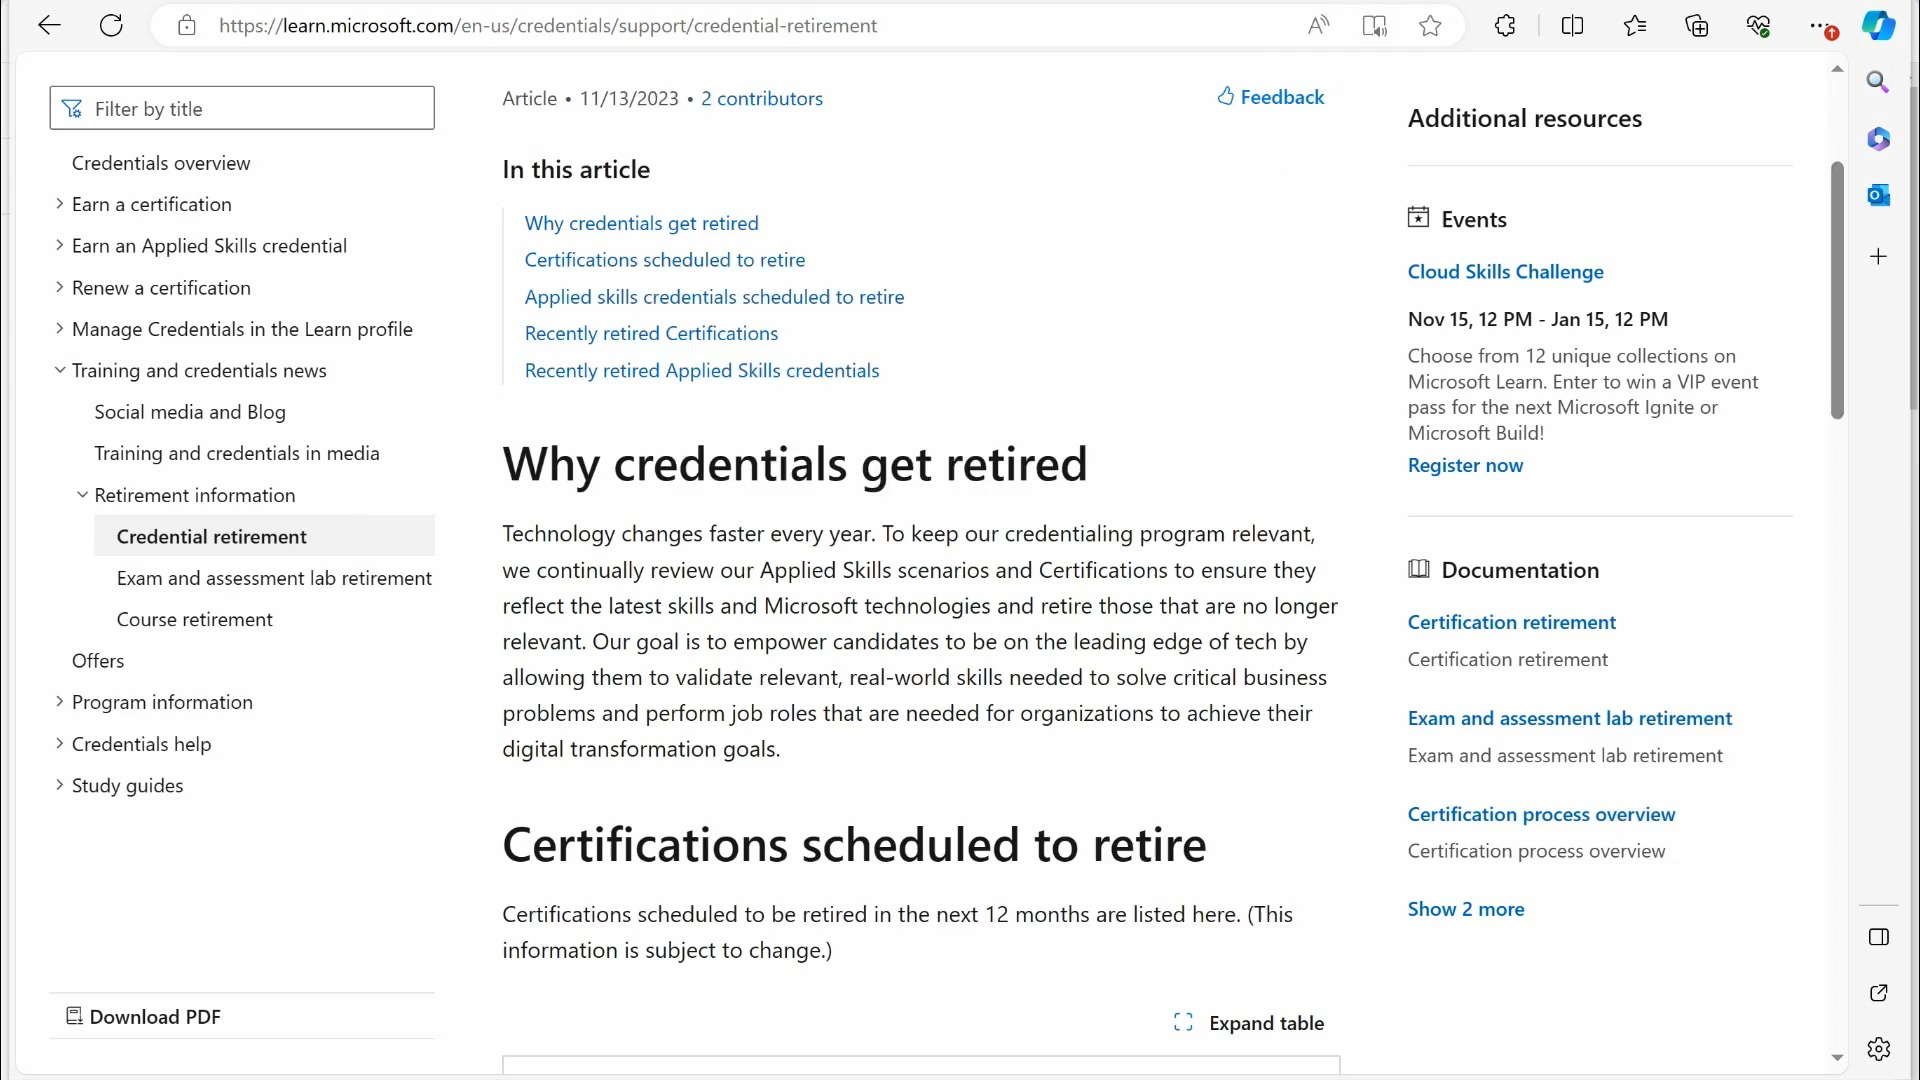 https://learn.microsoft.com/en-us/credentials/support/credential-retirement
Filter by title
Credentials overview
Earn a certification
Earn an Applied Skills credential
Renew a certification
Manage Credentials in the Learn profile
Training and credentials news
Social media and Blog
Training and credentials in media
Retirement information
Credential retirement
Exam and assessment lab retirement
Course retirement
Offers
Program information
Credentials help
Study guides
Download PDF
Article • 11/13/2023 • 2 contributors
Feedback
In this article
Why credentials get retired
Certifications scheduled to retire
Applied skills credentials scheduled to retire
Recently retired Certifications
Recently retired Applied Skills credentials
Why credentials get retired
Technology changes faster every year. To keep our credentialing program relevant,
we continually review our Applied Skills scenarios and Certifications to ensure they
reflect the latest skills and Microsoft technologies and retire those that are no longer
relevant. Our goal is to empower candidates to be on the leading edge of tech by
allowing them to validate relevant, real-world skills needed to solve critical business
problems and perform job roles that are needed for organizations to achieve their
digital transformation goals.
Certifications scheduled to retire
Certifications scheduled to be retired in the next 12 months are listed here. (This
information is subject to change.)
Expand table
Additional resources
Events
Cloud Skills Challenge
Nov 15, 12 PM - Jan 15, 12 PM
Choose from 12 unique collections on
Microsoft Learn. Enter to win a VIP event
pass for the next Microsoft Ignite or
Microsoft Build!
Register now
Documentation
Certification retirement
Certification retirement
Exam and assessment lab retirement
Exam and assessment lab retirement
Certification process overview
Certification process overview
Show 2 more